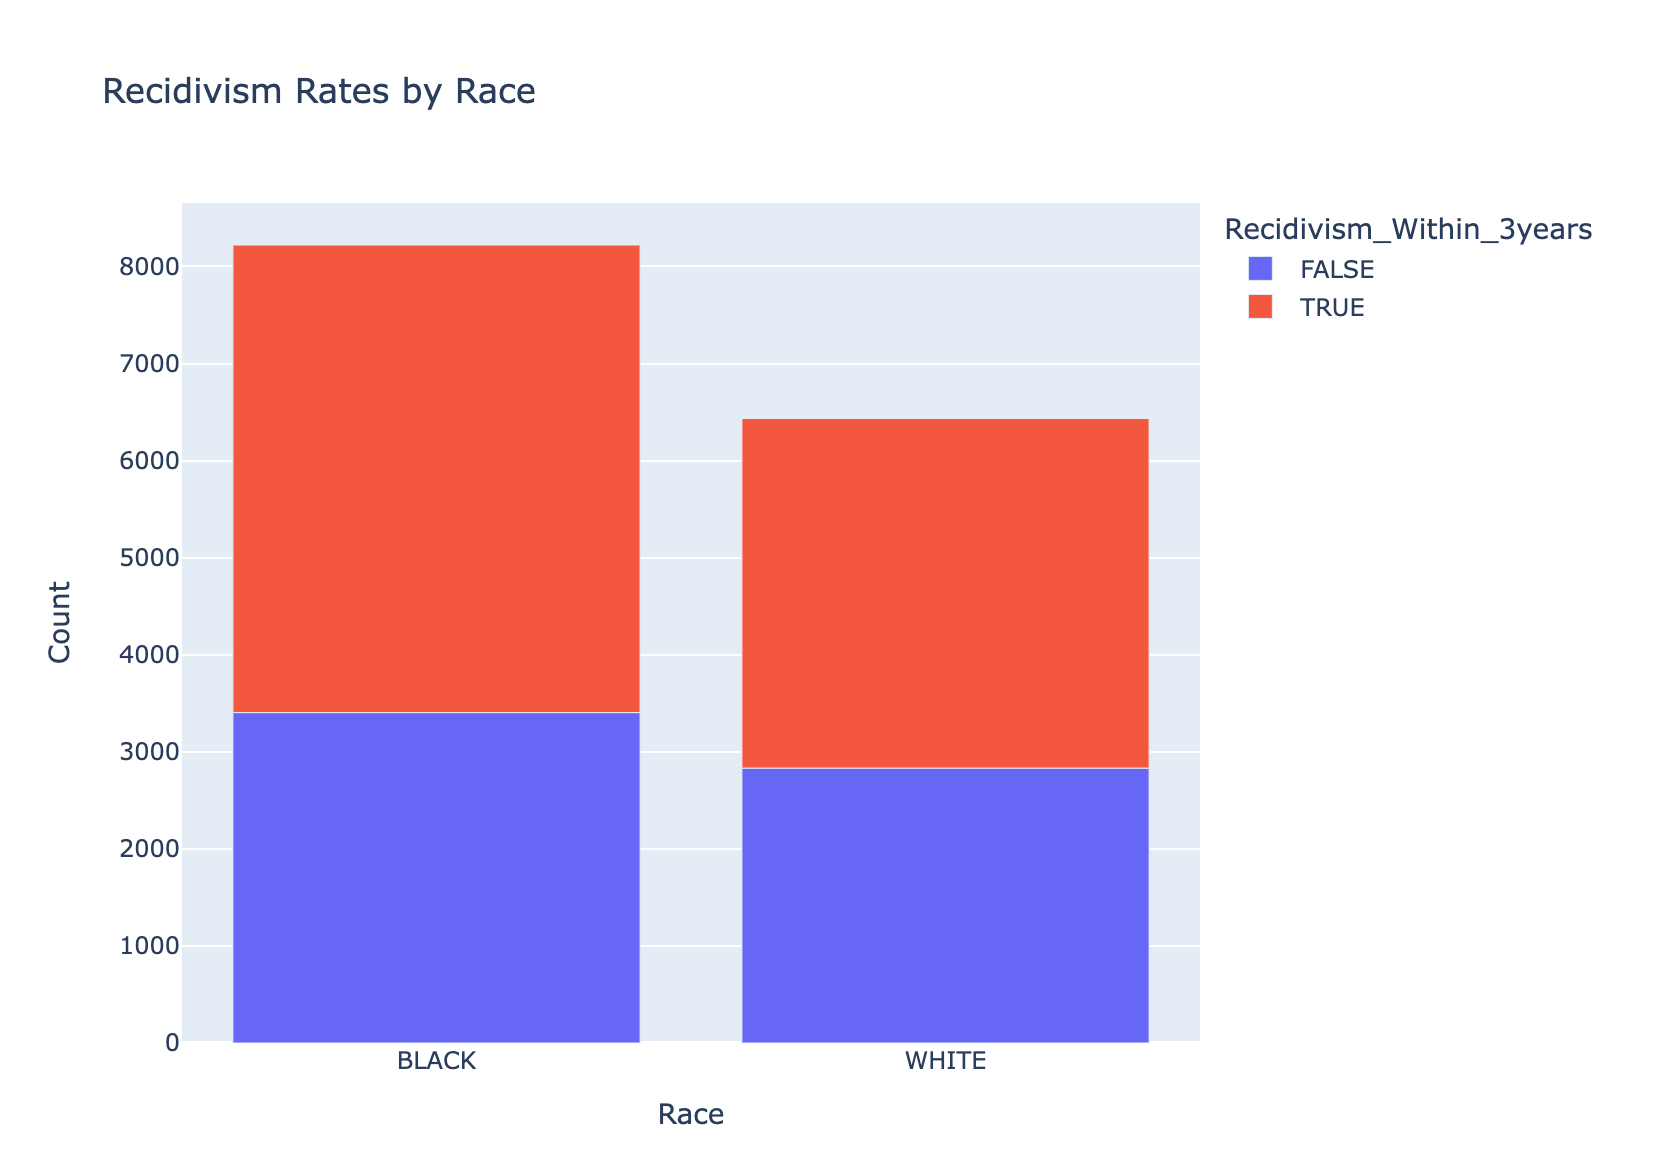 Recidivism Rates by Race
Recidivism_Within_3years
FALSE
TRUE
8000
7000
6000
5000
4000
3000
2000
1000
0
Count
BLACK
WHITE
Race